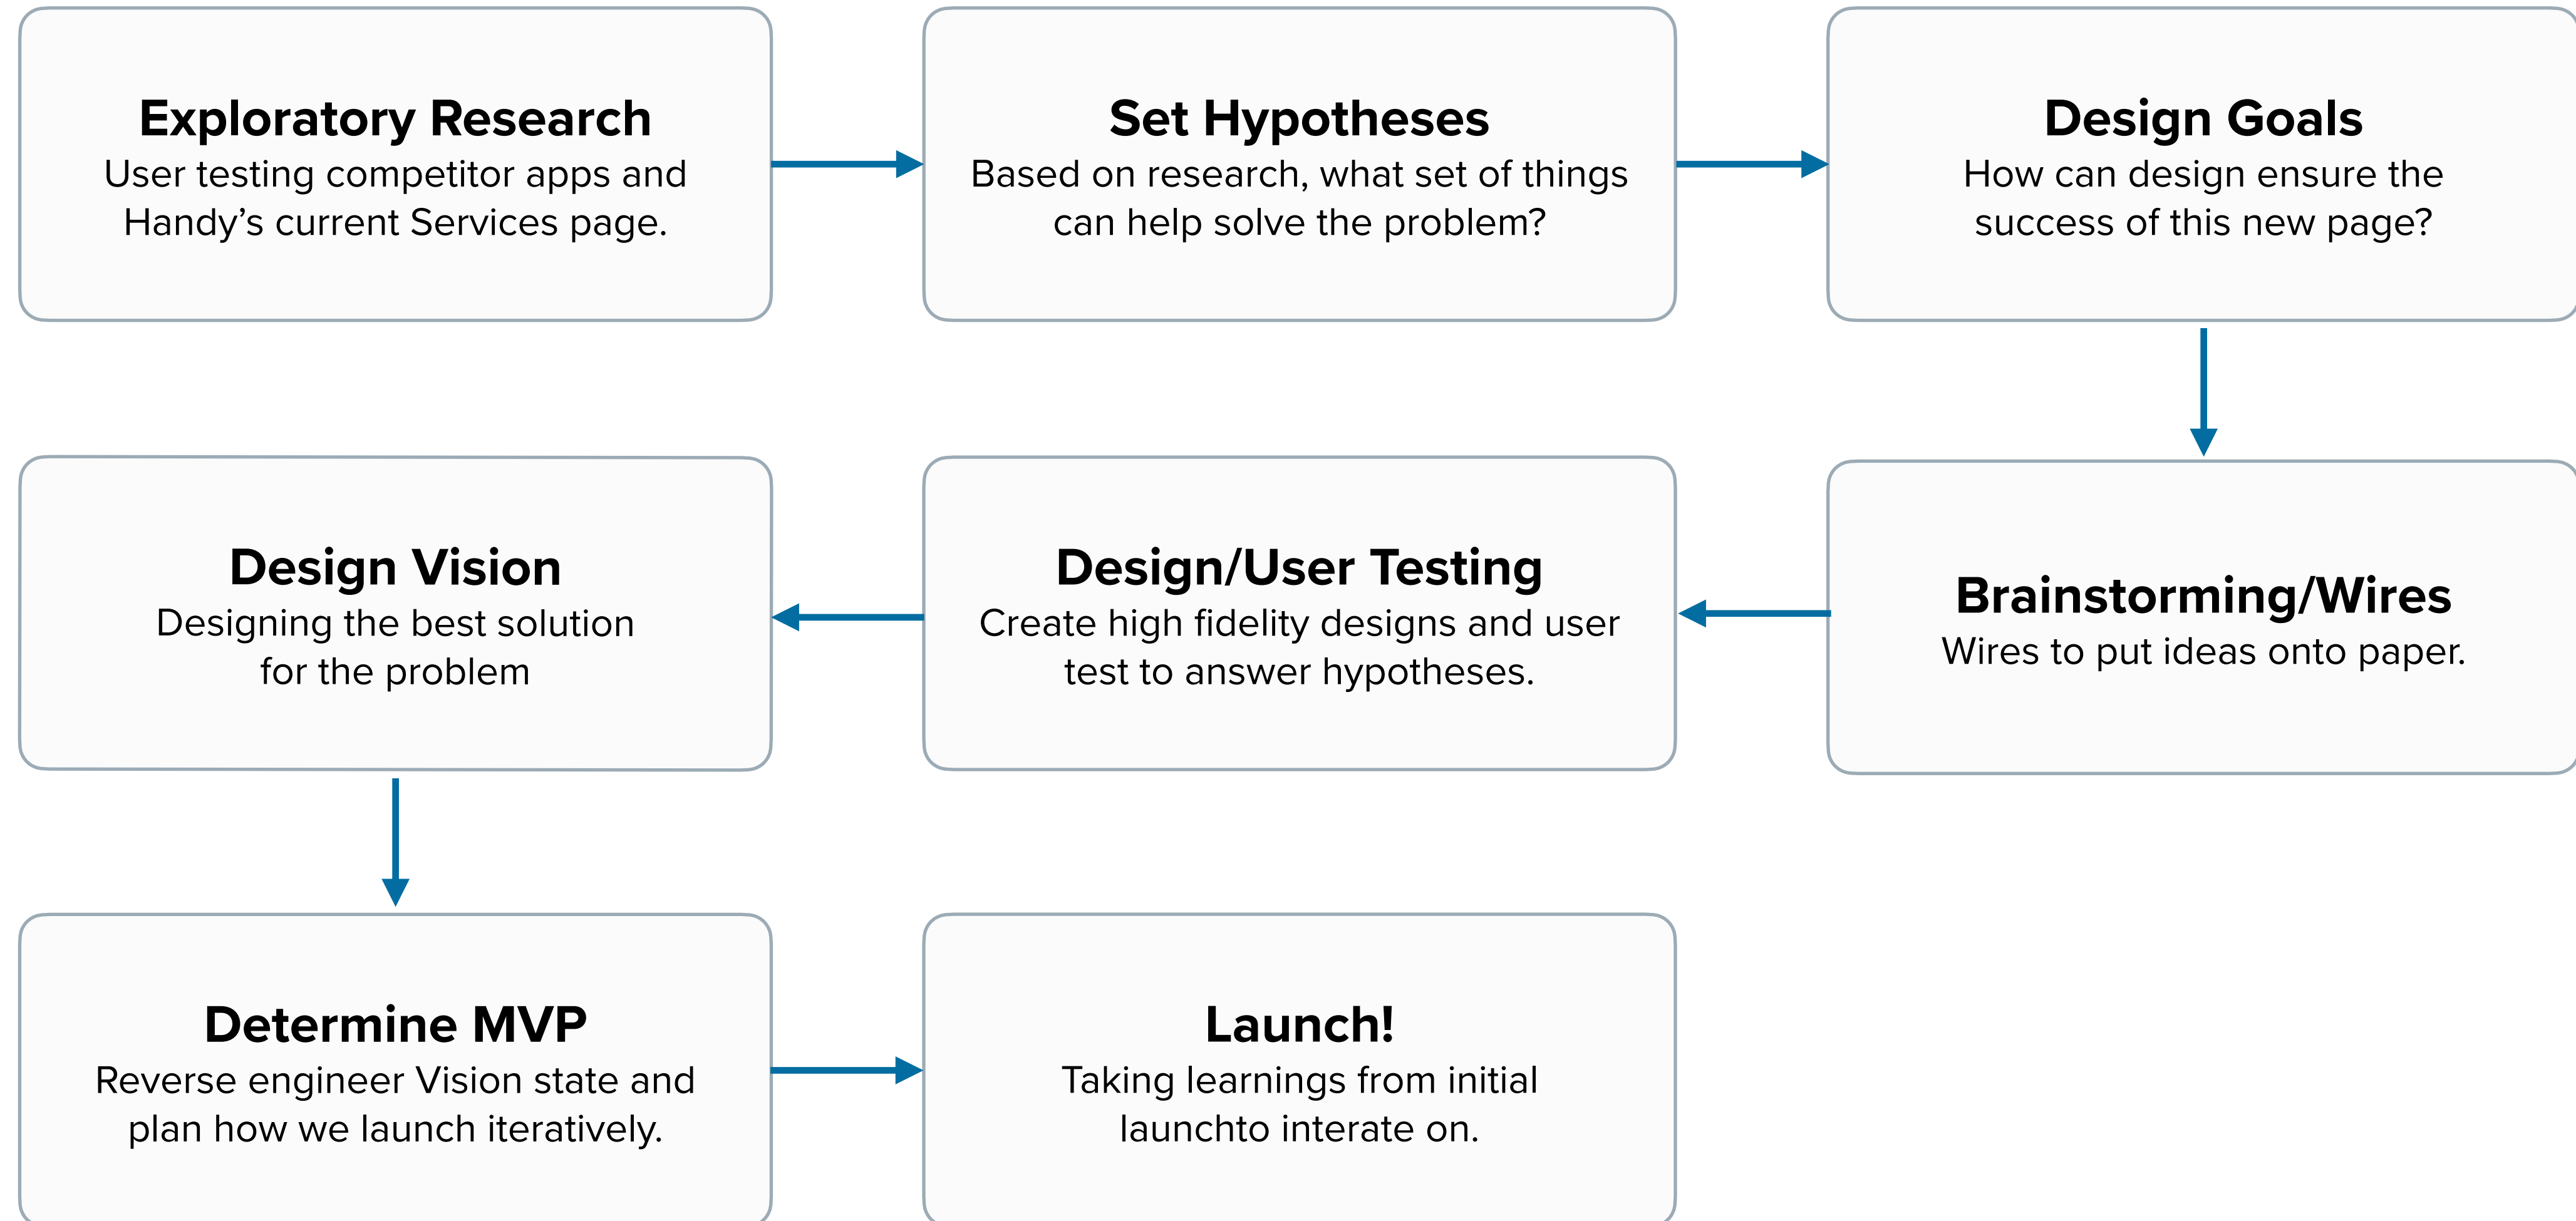 Exploratory Research
User testing competitor apps and
Handy’s current Services page.
Set Hypotheses
Based on research, what set of things
can help solve the problem?
Design Goals
How can design ensure the
success of this new page?
Brainstorming/Wires
Wires to put ideas onto paper.
Design/User Testing
Create high fidelity designs and user
test to answer hypotheses.
Design Vision
Designing the best solution
for the problem
Determine MVP
Reverse engineer Vision state and
plan how we launch iteratively.
Launch!
Taking learnings from initial
launchto interate on.